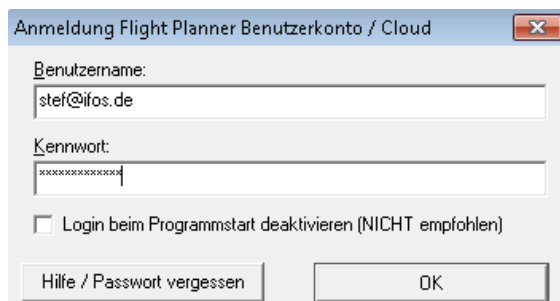 Anmeldung Flight Planner Benutzerkonto / Cloud
Benutzername:
stef@ifos.de
Kennwort:
*************
Login beim Programmstart deaktivieren (NICHT empfohlen)
Hilfe / Passwort vergessen
OK